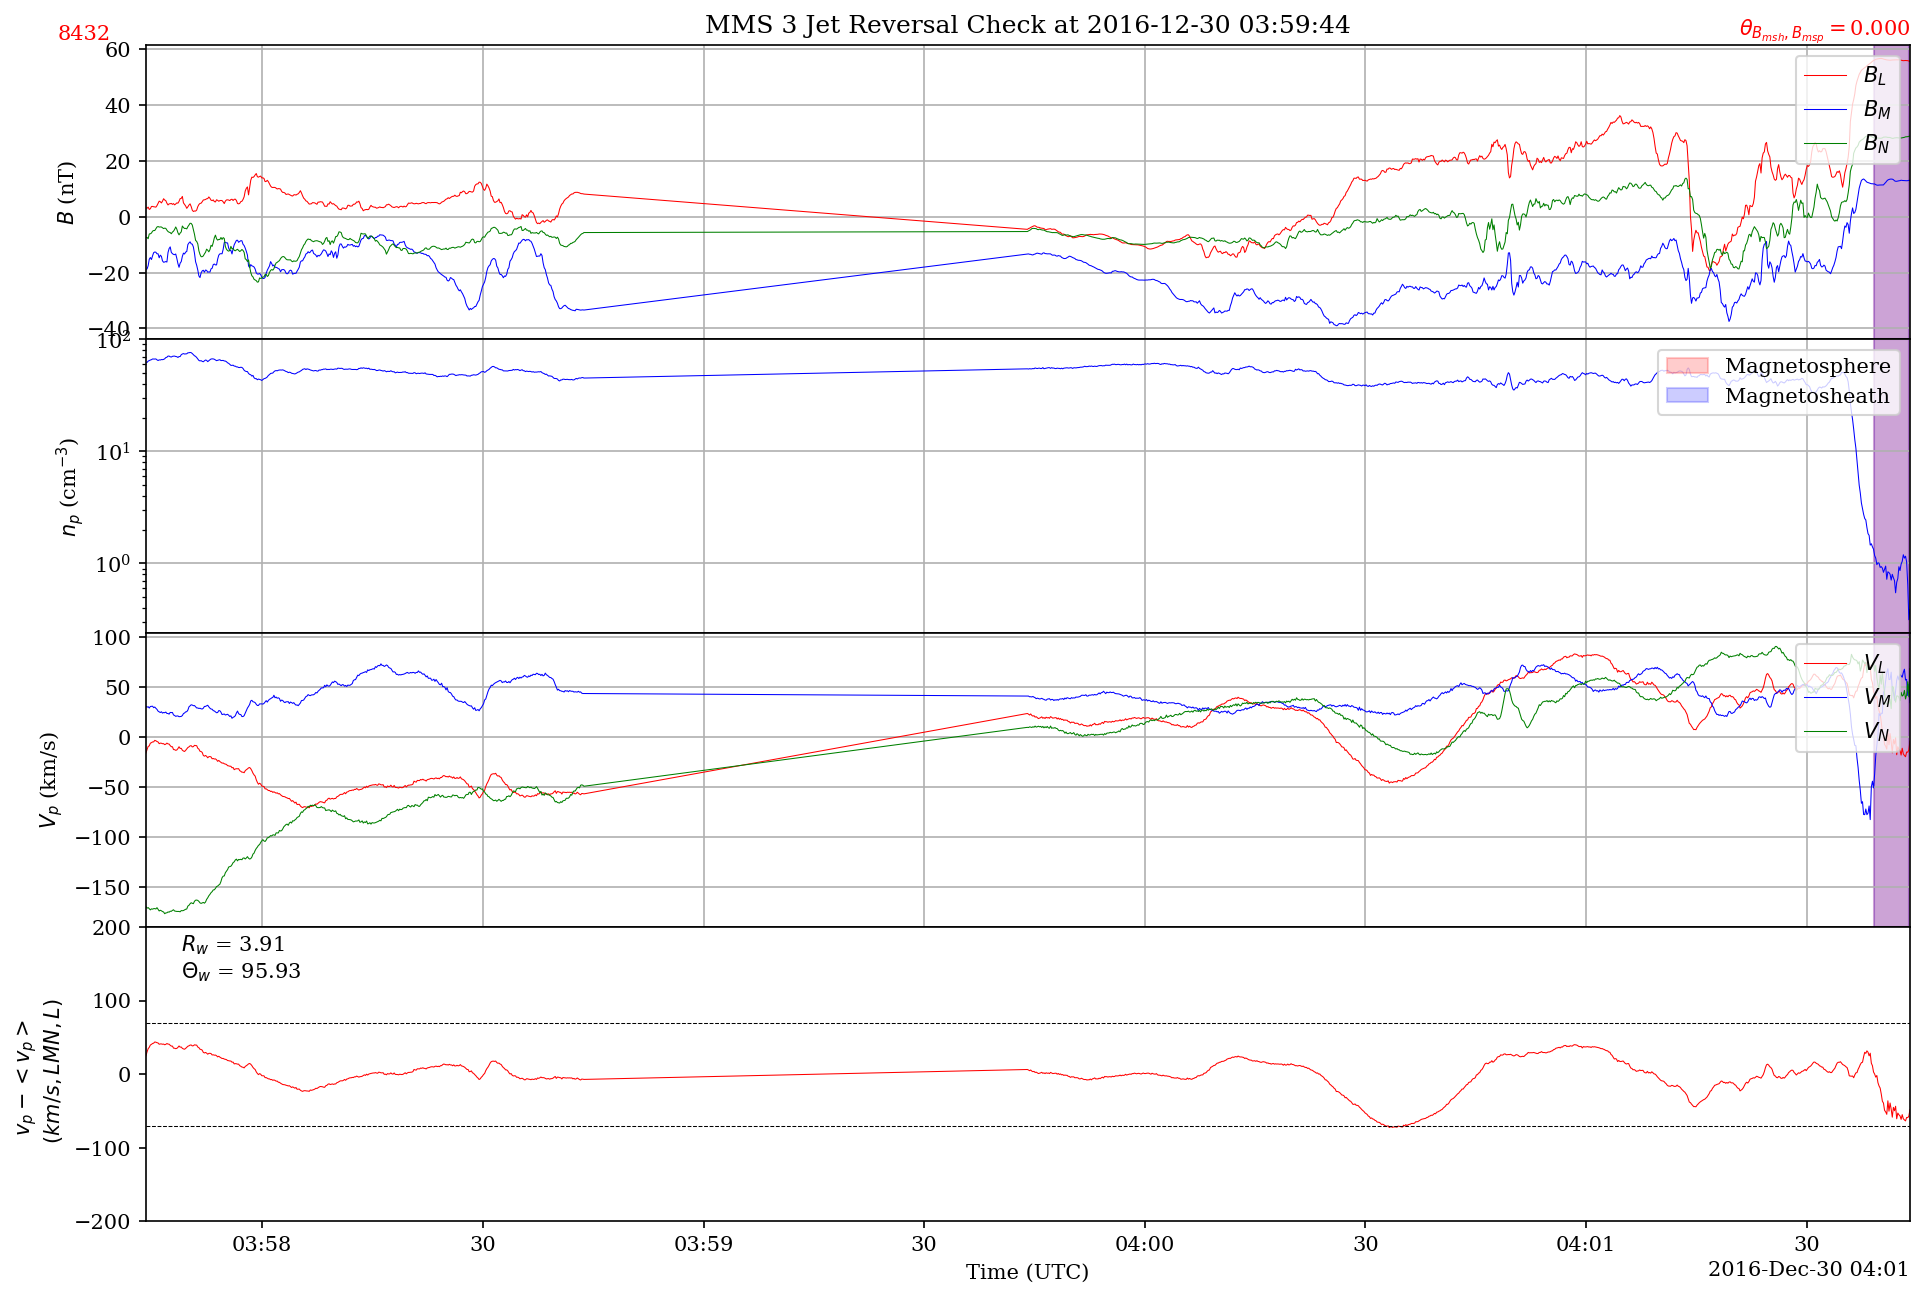 MMS 3 Jet Reversal Check at 2016-12-30 03:59:44
8432
θ_{B_{msh}, B_{msp}} = 0.000
60
40
20
0
−20
−40
B (nT)
B_L
B_M
B_N
10^2
10^1
10^0
n_p (cm^{−3})
Magnetosphere
Magnetosheath
100
50
0
−50
−100
−150
200
V_p (km/s)
V_L
V_M
V_N
R_w = 3.91
Θ_w = 95.93
100
0
−100
−200
v_p − < v_p >
(km/s, LMN, L)
03:58
30
03:59
30
04:00
30
04:01
30
Time (UTC)
2016-Dec-30 04:01